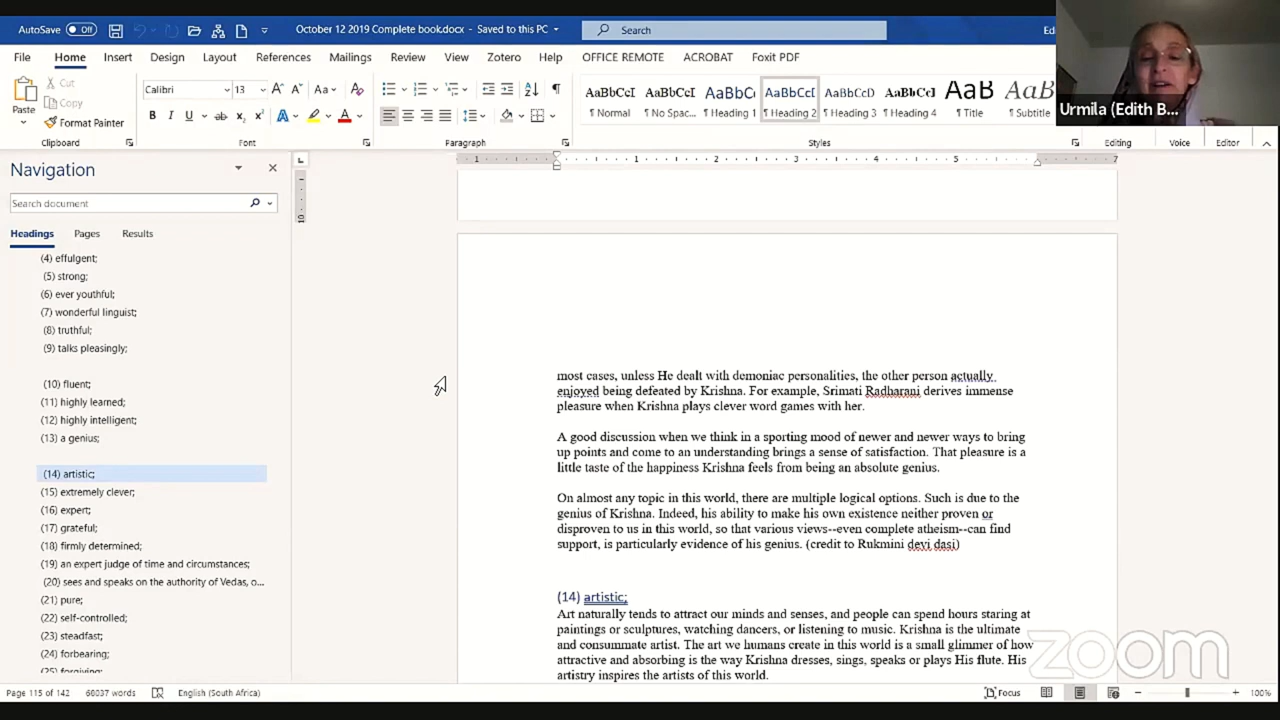 AutoSave Off
October 12 2019 Complete book.docx - Saved to this PC
Search
File Home Insert Design Layout References Mailings Review View Zotero Help OFFICE REMOTE ACROBAT Foxit PDF
Urmila (Edith B...
Paste
Cut
Copy
Format Painter
Calibri 13
AaBbCcI AaBbCcI AaBbCc AaBbCcI AaBbCcD AaBbCcI AaB AaBbCc
Normal No Spac... Heading 1 Heading 2 Heading 3 Heading 4 Title Subtitle
Clipboard Font Paragraph Styles Editing Voice Editor
Navigation
Search document
Headings Pages Results
(4) effulgent;
(5) strong;
(6) ever youthful;
(7) wonderful linguist;
(8) truthful;
(9) talks pleasingly;
(10) fluent;
(11) highly learned;
(12) highly intelligent;
(13) a genius;
(14) artistic;
(15) extremely clever;
(16) expert;
(17) grateful;
(18) firmly determined;
(19) an expert judge of time and circumstances;
(20) sees and speaks on the authority of Vedas, o...
(21) pure;
(22) self-controlled;
(23) steadfast;
(24) forbearing;
(25) forgiving;
most cases, unless He dealt with demoniac personalities, the other person actually
enjoyed being defeated by Krishna. For example, Srimati Radharani derives immense
pleasure when Krishna plays clever word games with her.
A good discussion when we think in a sporting mood of newer and newer ways to bring
up points and come to an understanding brings a sense of satisfaction. That pleasure is a
little taste of the happiness Krishna feels from being an absolute genius.
On almost any topic in this world, there are multiple logical options. Such is due to the
genius of Krishna. Indeed, his ability to make his own existence neither proven or
disproven to us in this world, so that various views--even complete atheism--can find
support, is particularly evidence of his genius. (credit to Rukmini devi dasi)
(14) artistic;
Art naturally tends to attract our minds and senses, and people can spend hours staring at
paintings or sculptures, watching dancers, or listening to music. Krishna is the ultimate
and consummate artist. The art we humans create in this world is a small glimmer of how
attractive and absorbing is the way Krishna dresses, sings, speaks or plays His flute. His
artistry inspires the artists of this world.
zoom
Page 115 of 142 60037 words English (South Africa) Focus 100%